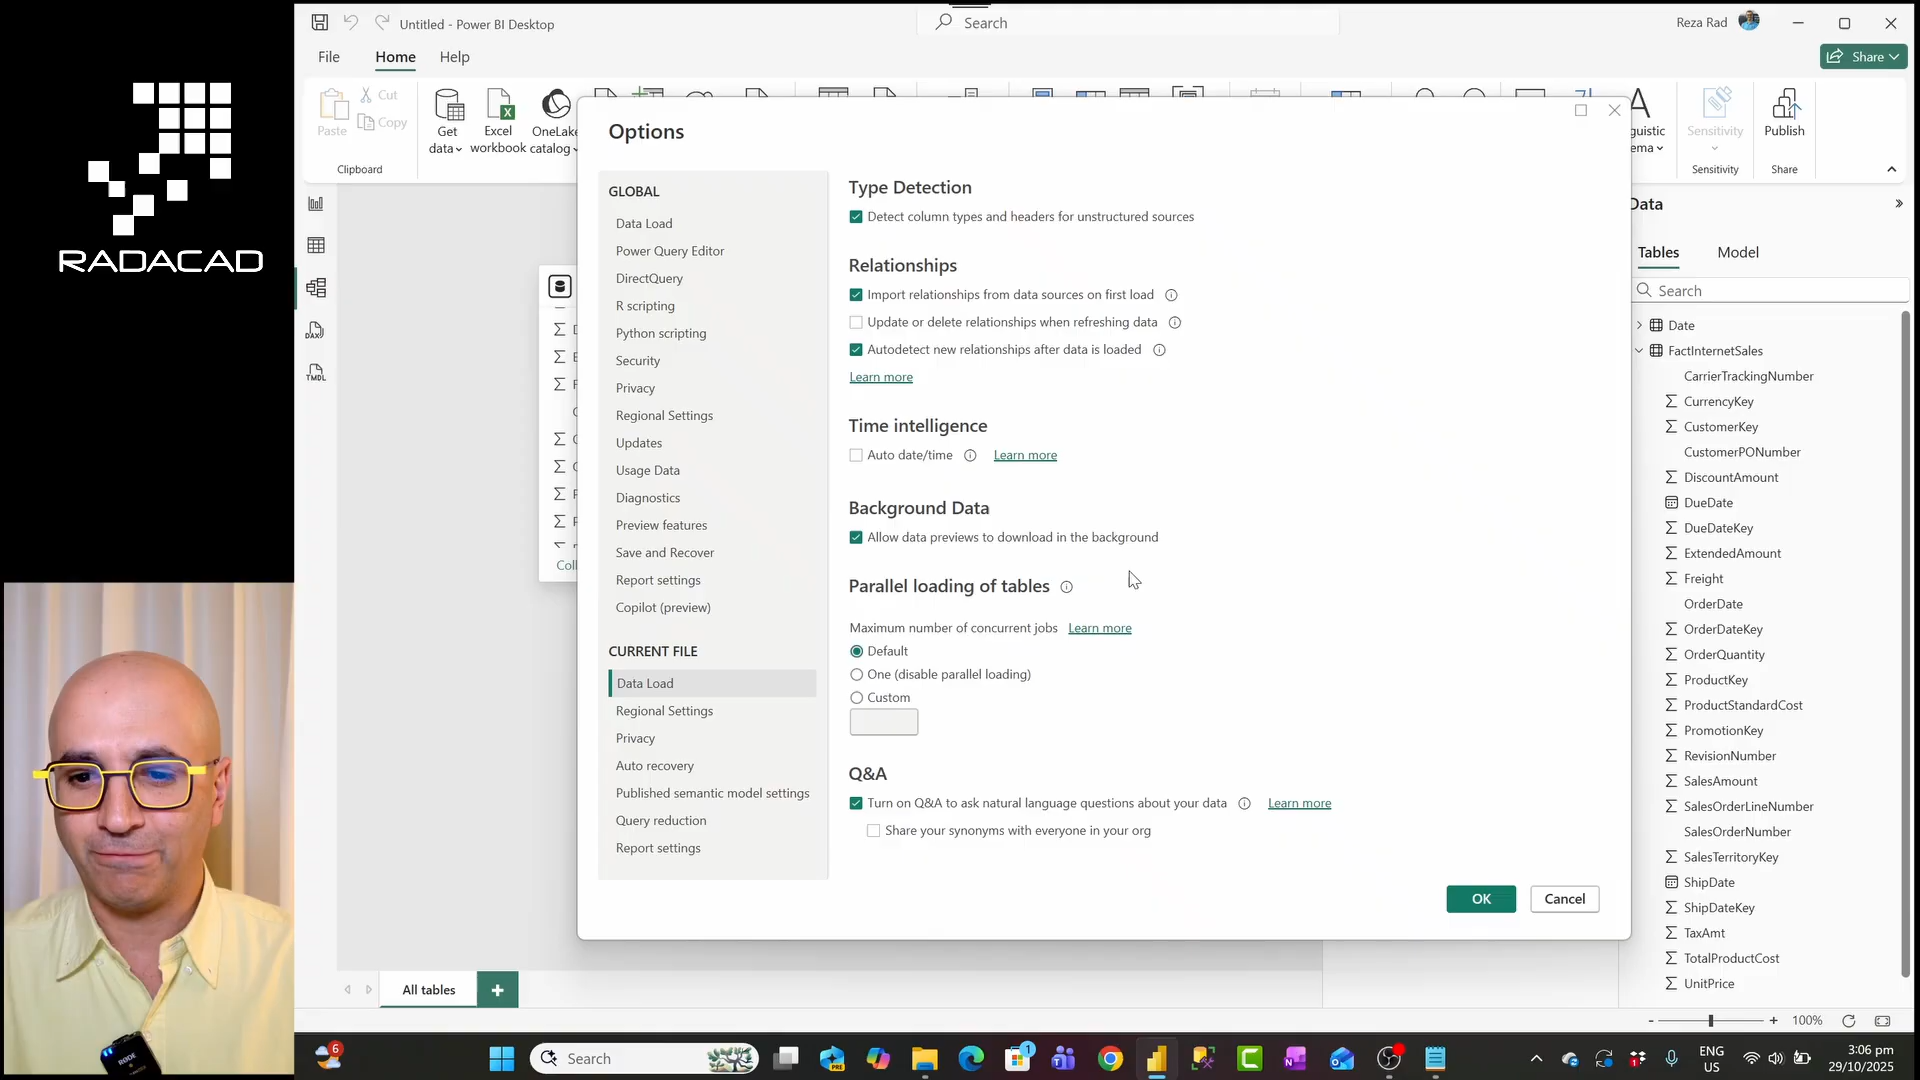 Untitled - Power BI Desktop
Search
Reza Rad
File
Home
Help
Share
Paste
Cut
Copy
Clipboard
Get data
Excel workbook
OneLake catalog
Sensitivity
Sensitivity
Publish
Share
RADACAD
Options
GLOBAL
Data Load
Power Query Editor
DirectQuery
R scripting
Python scripting
Security
Privacy
Regional Settings
Updates
Usage Data
Diagnostics
Preview features
Save and Recover
Report settings
Copilot (preview)
CURRENT FILE
Data Load
Regional Settings
Privacy
Auto recovery
Published semantic model settings
Query reduction
Report settings
Type Detection
Detect column types and headers for unstructured sources
Relationships
Import relationships from data sources on first load
Update or delete relationships when refreshing data
Autodetect new relationships after data is loaded
Learn more
Time intelligence
Auto date/time
Learn more
Background Data
Allow data previews to download in the background
Parallel loading of tables
Maximum number of concurrent jobs
Learn more
Default
One (disable parallel loading)
Custom
Q&A
Turn on Q&A to ask natural language questions about your data
Learn more
Share your synonyms with everyone in your org
OK
Cancel
Data
Tables
Model
Search
Date
FactInternetSales
CarrierTrackingNumber
CurrencyKey
CustomerKey
CustomerPONumber
DiscountAmount
DueDate
DueDateKey
ExtendedAmount
Freight
OrderDate
OrderDateKey
OrderQuantity
ProductKey
ProductStandardCost
PromotionKey
RevisionNumber
SalesAmount
SalesOrderLineNumber
SalesOrderNumber
SalesTerritoryKey
ShipDate
ShipDateKey
TaxAmt
TotalProductCost
UnitPrice
All tables
100%
6
Search
PRE
1
ENG
US
3:06 pm
29/10/2025
RODE